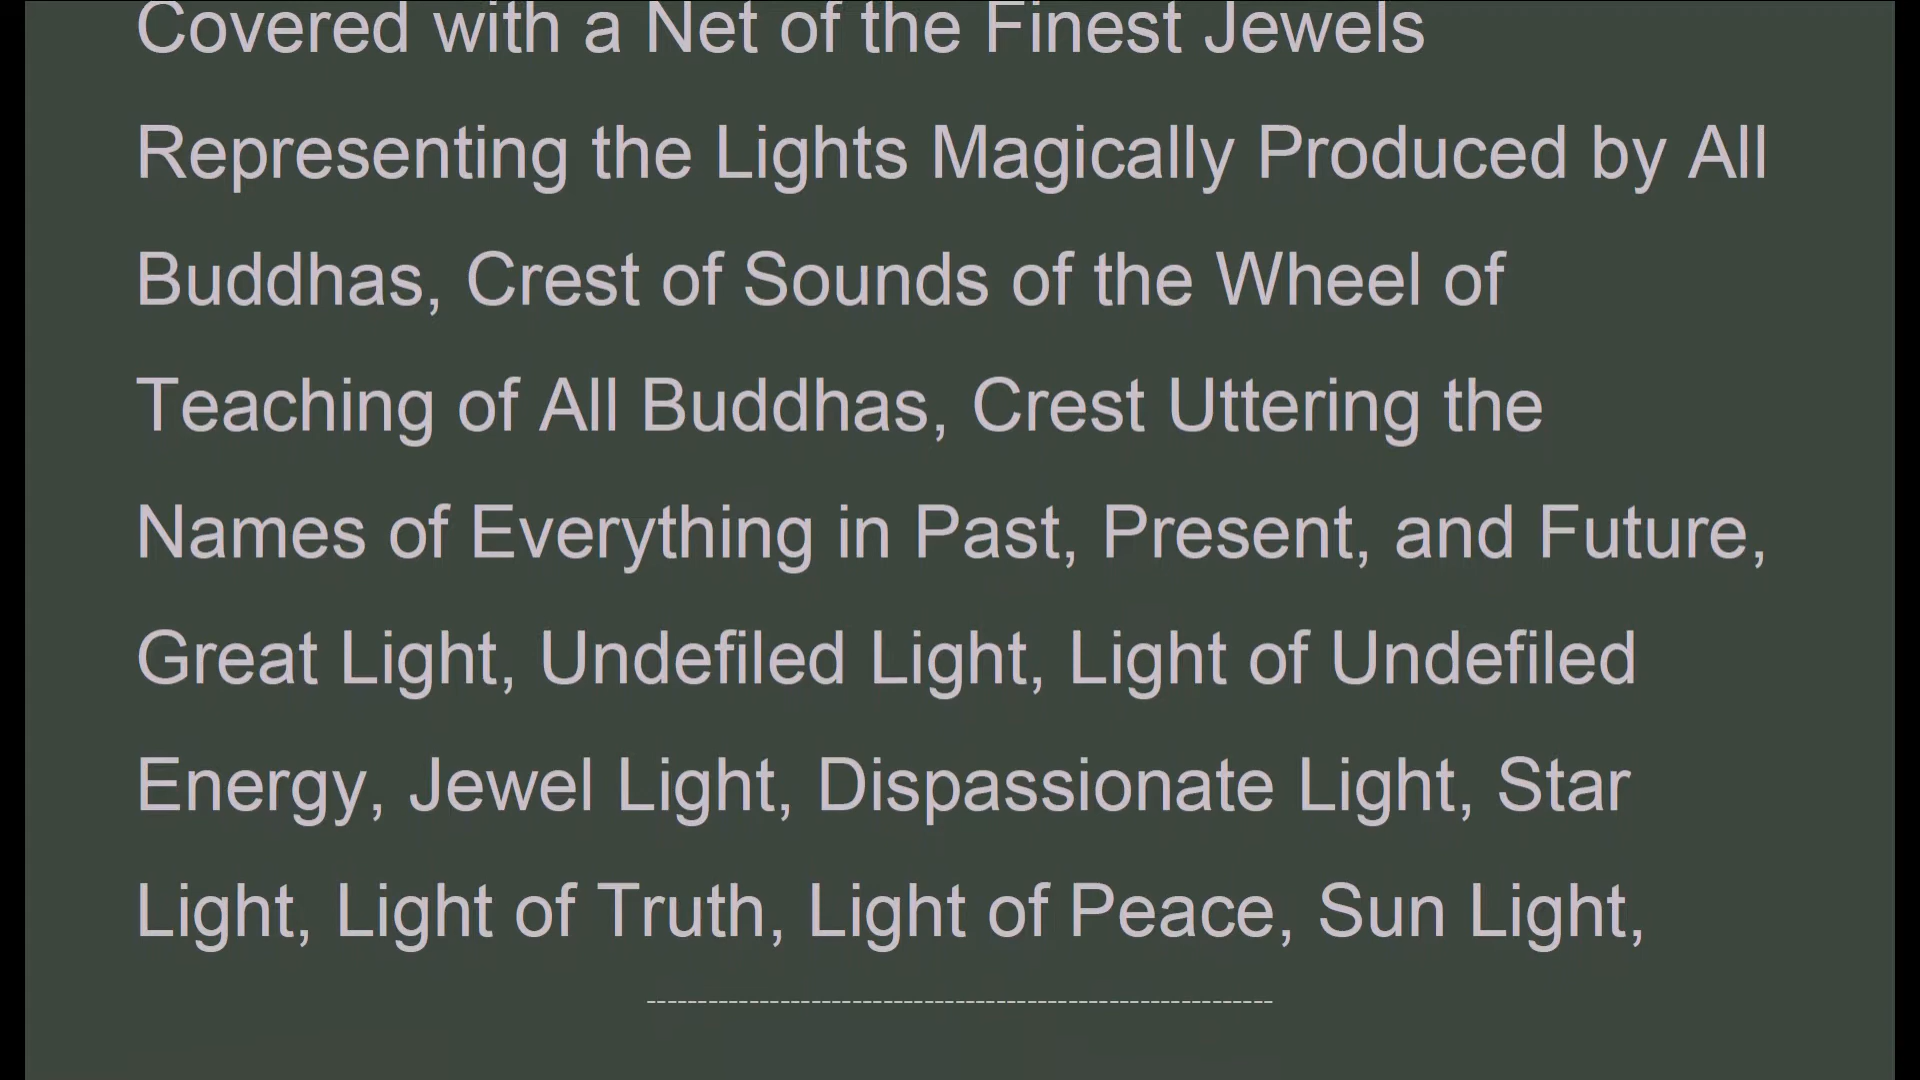 Covered with a Net of the Finest Jewels
Representing the Lights Magically Produced by All
Buddhas, Crest of Sounds of the Wheel of
Teaching of All Buddhas, Crest Uttering the
Names of Everything in Past, Present, and Future,
Great Light, Undefiled Light, Light of Undefiled
Energy, Jewel Light, Dispassionate Light, Star
Light, Light of Truth, Light of Peace, Sun Light,
------------------------------------------------------------